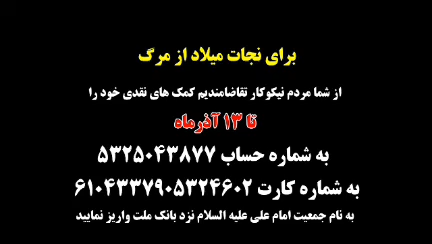 برای نجات میلاد از مرگ
از شما مردم نیکوکار تقاضامندیم کمک های نقدی خود را
تا ۱۳ آذرماه
به شماره حساب ۵۳۲۵۰۴۳۸۷۷
به شماره کارت ۶۱۰۴۳۳۷۹۰۵۳۲۴۶۰۲
به نام جمعیت امام علی علیه السلام نزد بانک ملت واریز نمایید